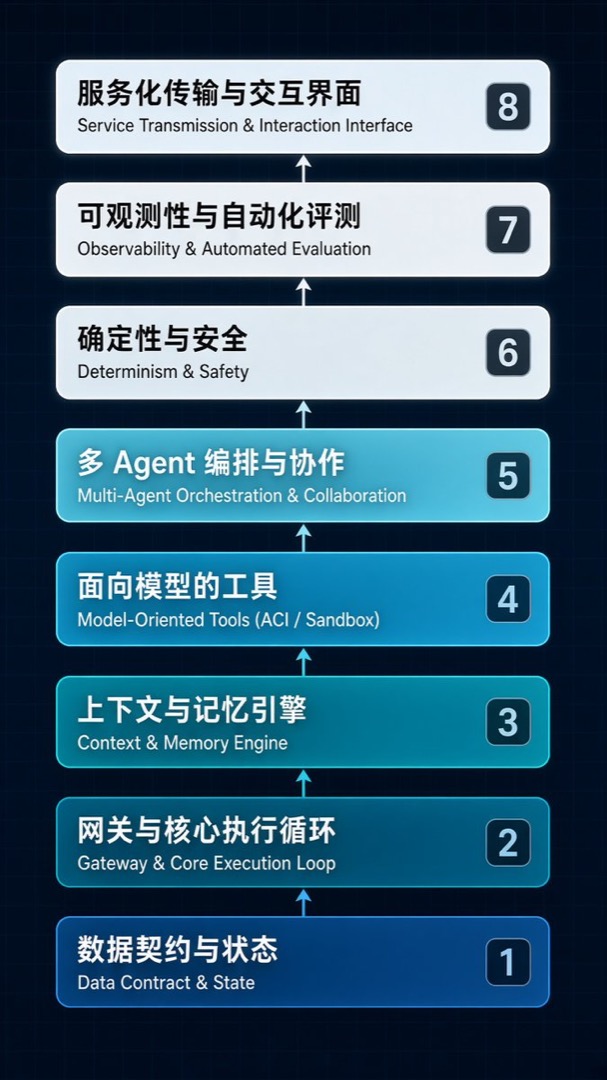 服务化传输与交互界面
Service Transmission & Interaction Interface
8
可观测性与自动化评测
Observability & Automated Evaluation
7
确定性与安全
Determinism & Safety
6
多 Agent 编排与协作
Multi-Agent Orchestration & Collaboration
5
面向模型的工具
Model-Oriented Tools (ACI / Sandbox)
4
上下文与记忆引擎
Context & Memory Engine
3
网关与核心执行循环
Gateway & Core Execution Loop
2
数据契约与状态
Data Contract & State
1